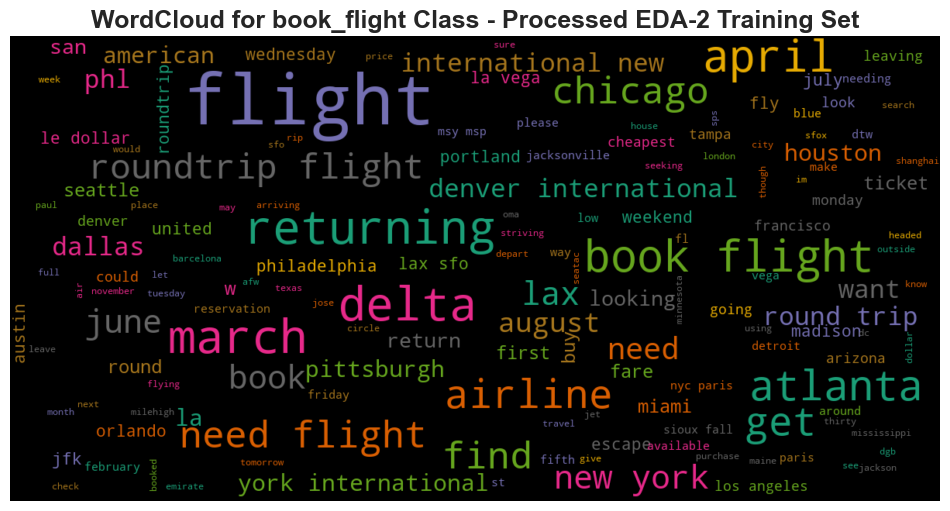 WordCloud for book_flight Class - Processed EDA-2 Training Set
san
american
wednesday
price
sure
april
leaving
week
phl
roundtrip
flight
international new
la vega
chicago
july
needing
fly
look
search
blue
le dollar
would
rip
sfo
msy msp
please
house
cheapest
sps
tampa
sfox
dtw
roundtrip flight
portland
jacksonville
seeking
london
city
houston
make
shanghai
seattle
denver international
though
im
ticket
monday
paul
place
may
arriving
denver
united
returning
oma
low
weekend
francisco
striving
headed
dallas
barcelona
philadelphia
lax sfo
depart
way
fl
book flight
outside
full
could
let
air
november
tuesday
afw
texas
w
vega
know
seatac
minnesota
reservation
jose
delta
lax
looking
going
want
round trip
june
march
circle
return
august
buy
need
using
madison
dc
austin
leave
round
book
pittsburgh
first
fare
detroit
arizona
dollar
flying
friday
airline
nyc paris
atlanta
month
next
milehigh
la
jet
miami
get
around
thirty
orlando
need flight
travel
sioux fall
mississippi
jfk
february
booked
tomorrow
find
escape
available
fifth
give
purchase
maine
paris
see
dgb
jackson
check
emirate
york international
st
new york
los angeles